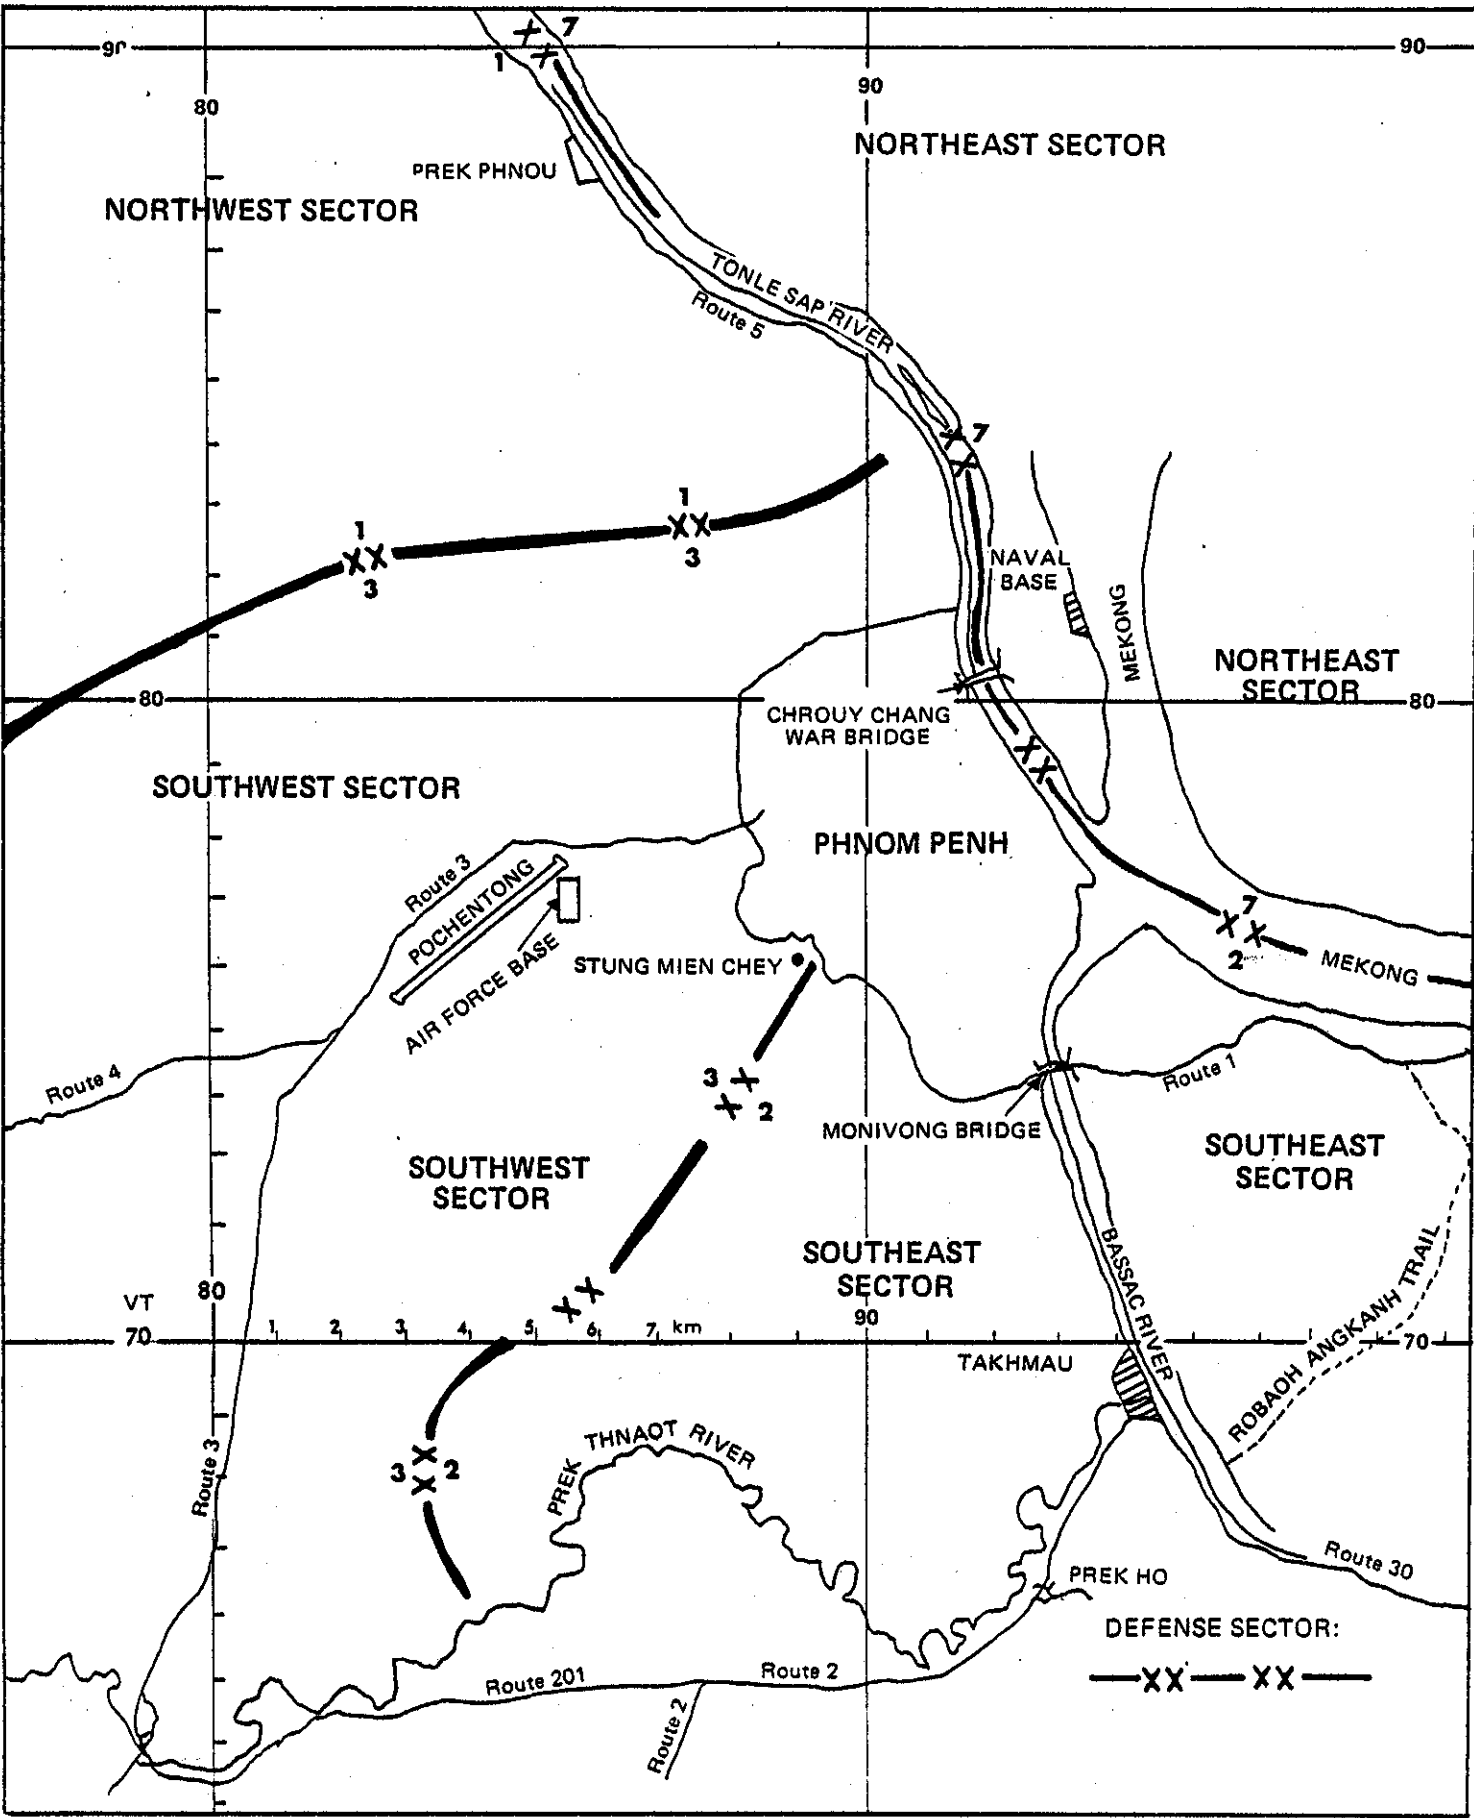 7
1
90
90
80
90
NORTHEAST SECTOR
PREK PHNOU
NORTHWEST SECTOR
TONLE SAP RIVER
Route 5
7
1
3
1
3
NAVAL
BASE
MEKONG
NORTHEAST
SECTOR
80
80
CHROUY CHANG
WAR BRIDGE
SOUTHWEST SECTOR
PHNOM PENH
Route 3
POCHENTONG
AIR FORCE BASE
STUNG MIEN CHEY
7
2
MEKONG
Route 4
3
2
Route 1
MONIVONG BRIDGE
SOUTHWEST
SECTOR
SOUTHEAST
SECTOR
SOUTHEAST
SECTOR
BASSAC RIVER
ROBAOH ANGKANH TRAIL
VT
80
90
70
1 2 3 4 5 6 7 km
70
TAKHMAU
3
2
Route 3
PREK THNAOT RIVER
Route 30
PREK HO
DEFENSE SECTOR:
XX XX
Route 201
Route 2
Route 2